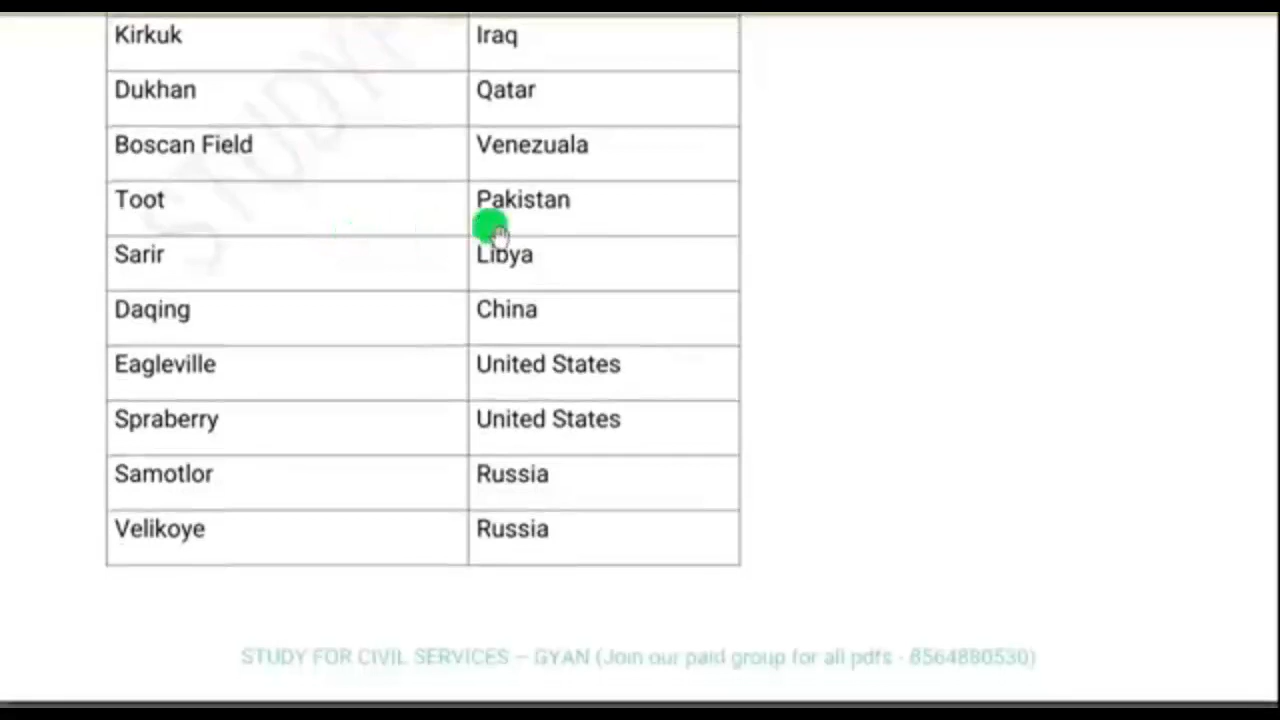 Kirkuk Iraq
Dukhan Qatar
Boscan Field Venezuala
Toot Pakistan
Sarir Libya
Daqing China
Eagleville United States
Spraberry United States
Samotlor Russia
Velikoye Russia
STUDY FOR CIVIL SERVICES – GYAN (Join our paid group for all pdfs - 8564880530)